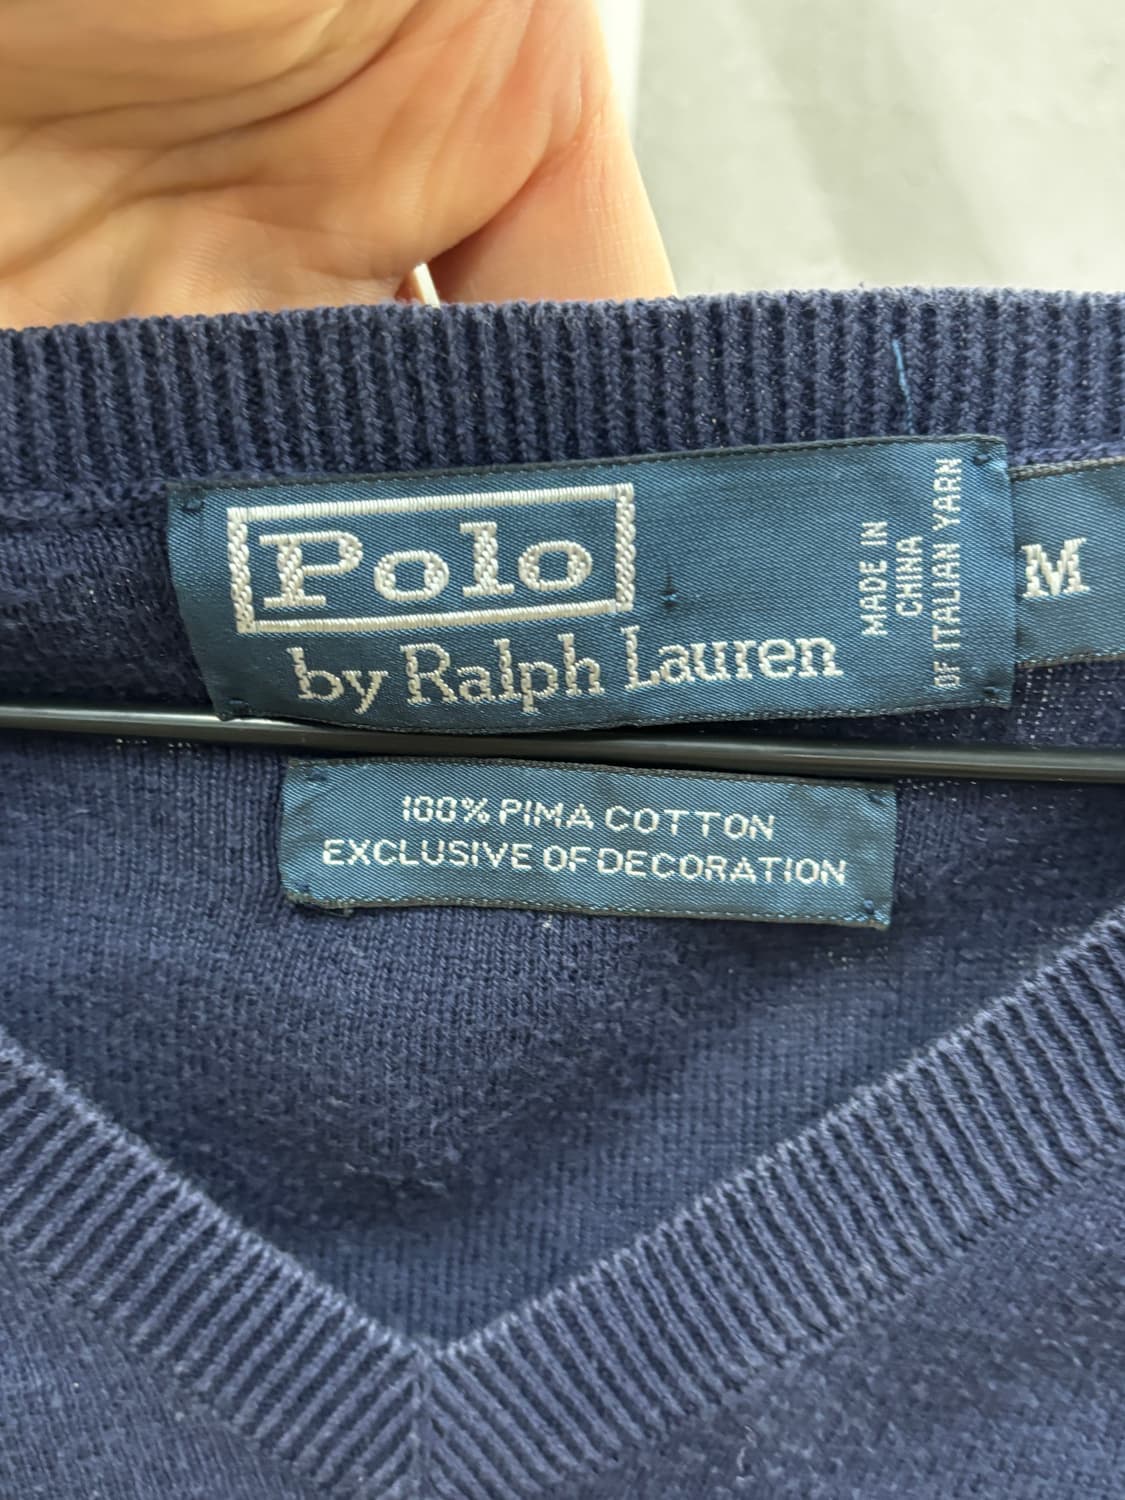 Polo
by Ralph Lauren
MADE IN
CHINA
OF ITALIAN YARN
M
100% PIMA COTTON
EXCLUSIVE OF DECORATION